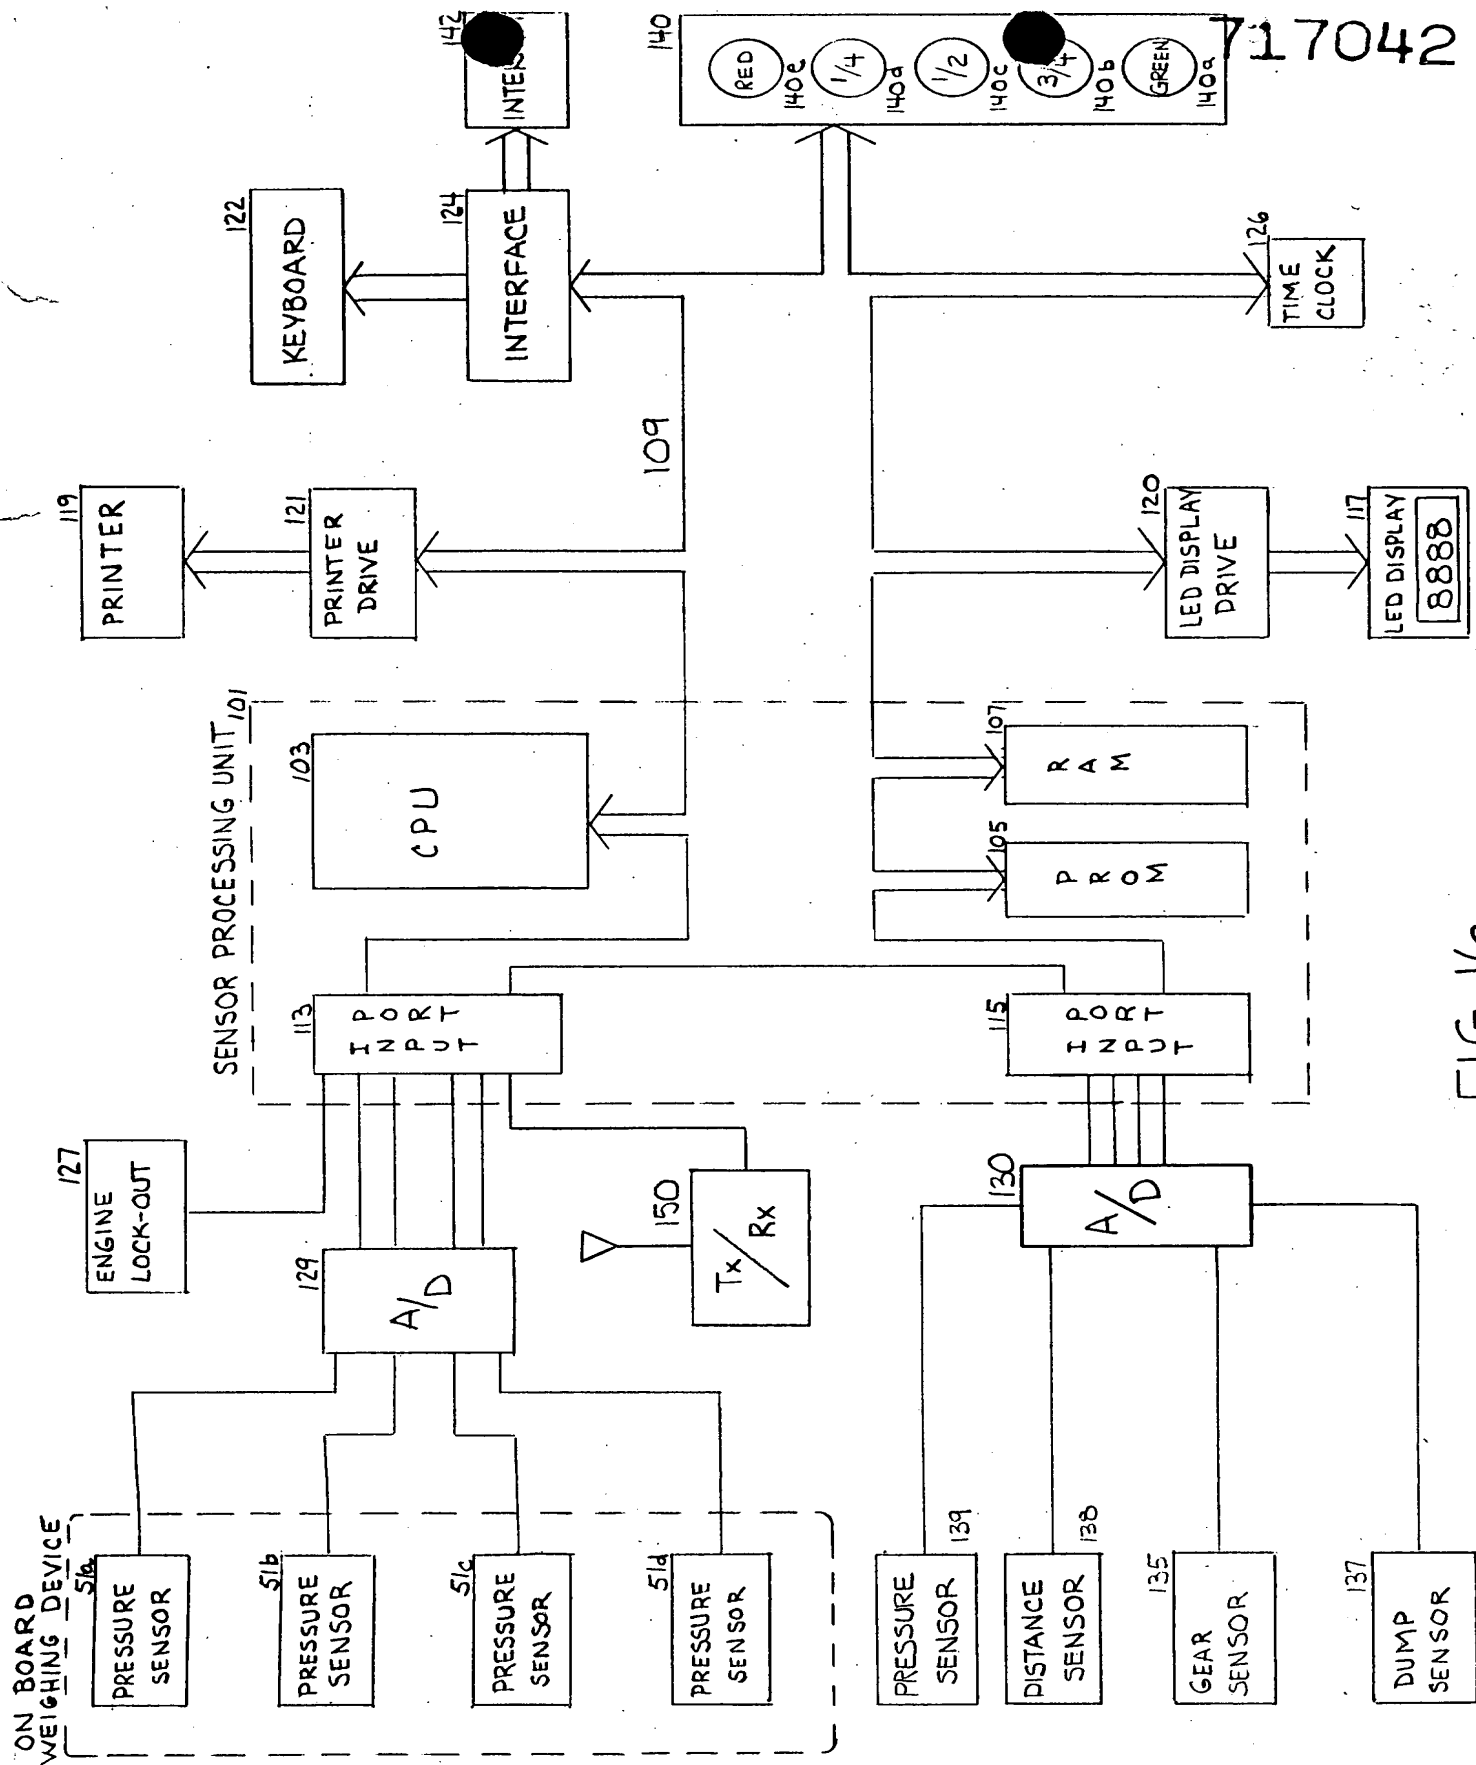 717042
ON BOARD
WEIGHING DEVICE
51a
PRESSURE
SENSOR
51b
PRESSURE
SENSOR
51c
PRESSURE
SENSOR
51d
PRESSURE
SENSOR
139
PRESSURE
SENSOR
138
DISTANCE
SENSOR
135
GEAR
SENSOR
137
DUMP
SENSOR
127
ENGINE
LOCK-OUT
129
A/D
150
Tx/Rx
130
A/D
SENSOR PROCESSING UNIT 101
113
INPUT
PORT
115
INPUT
PORT
103
CPU
105
PROM
107
RAM
119
PRINTER
121
PRINTER
DRIVE
109
120
LED DISPLAY
DRIVE
117
LED DISPLAY
8888
122
KEYBOARD
124
INTERFACE
126
TIME
CLOCK
142
140
RED
140e
1/4
140d
1/2
140c
3/4
140b
GREEN
140a